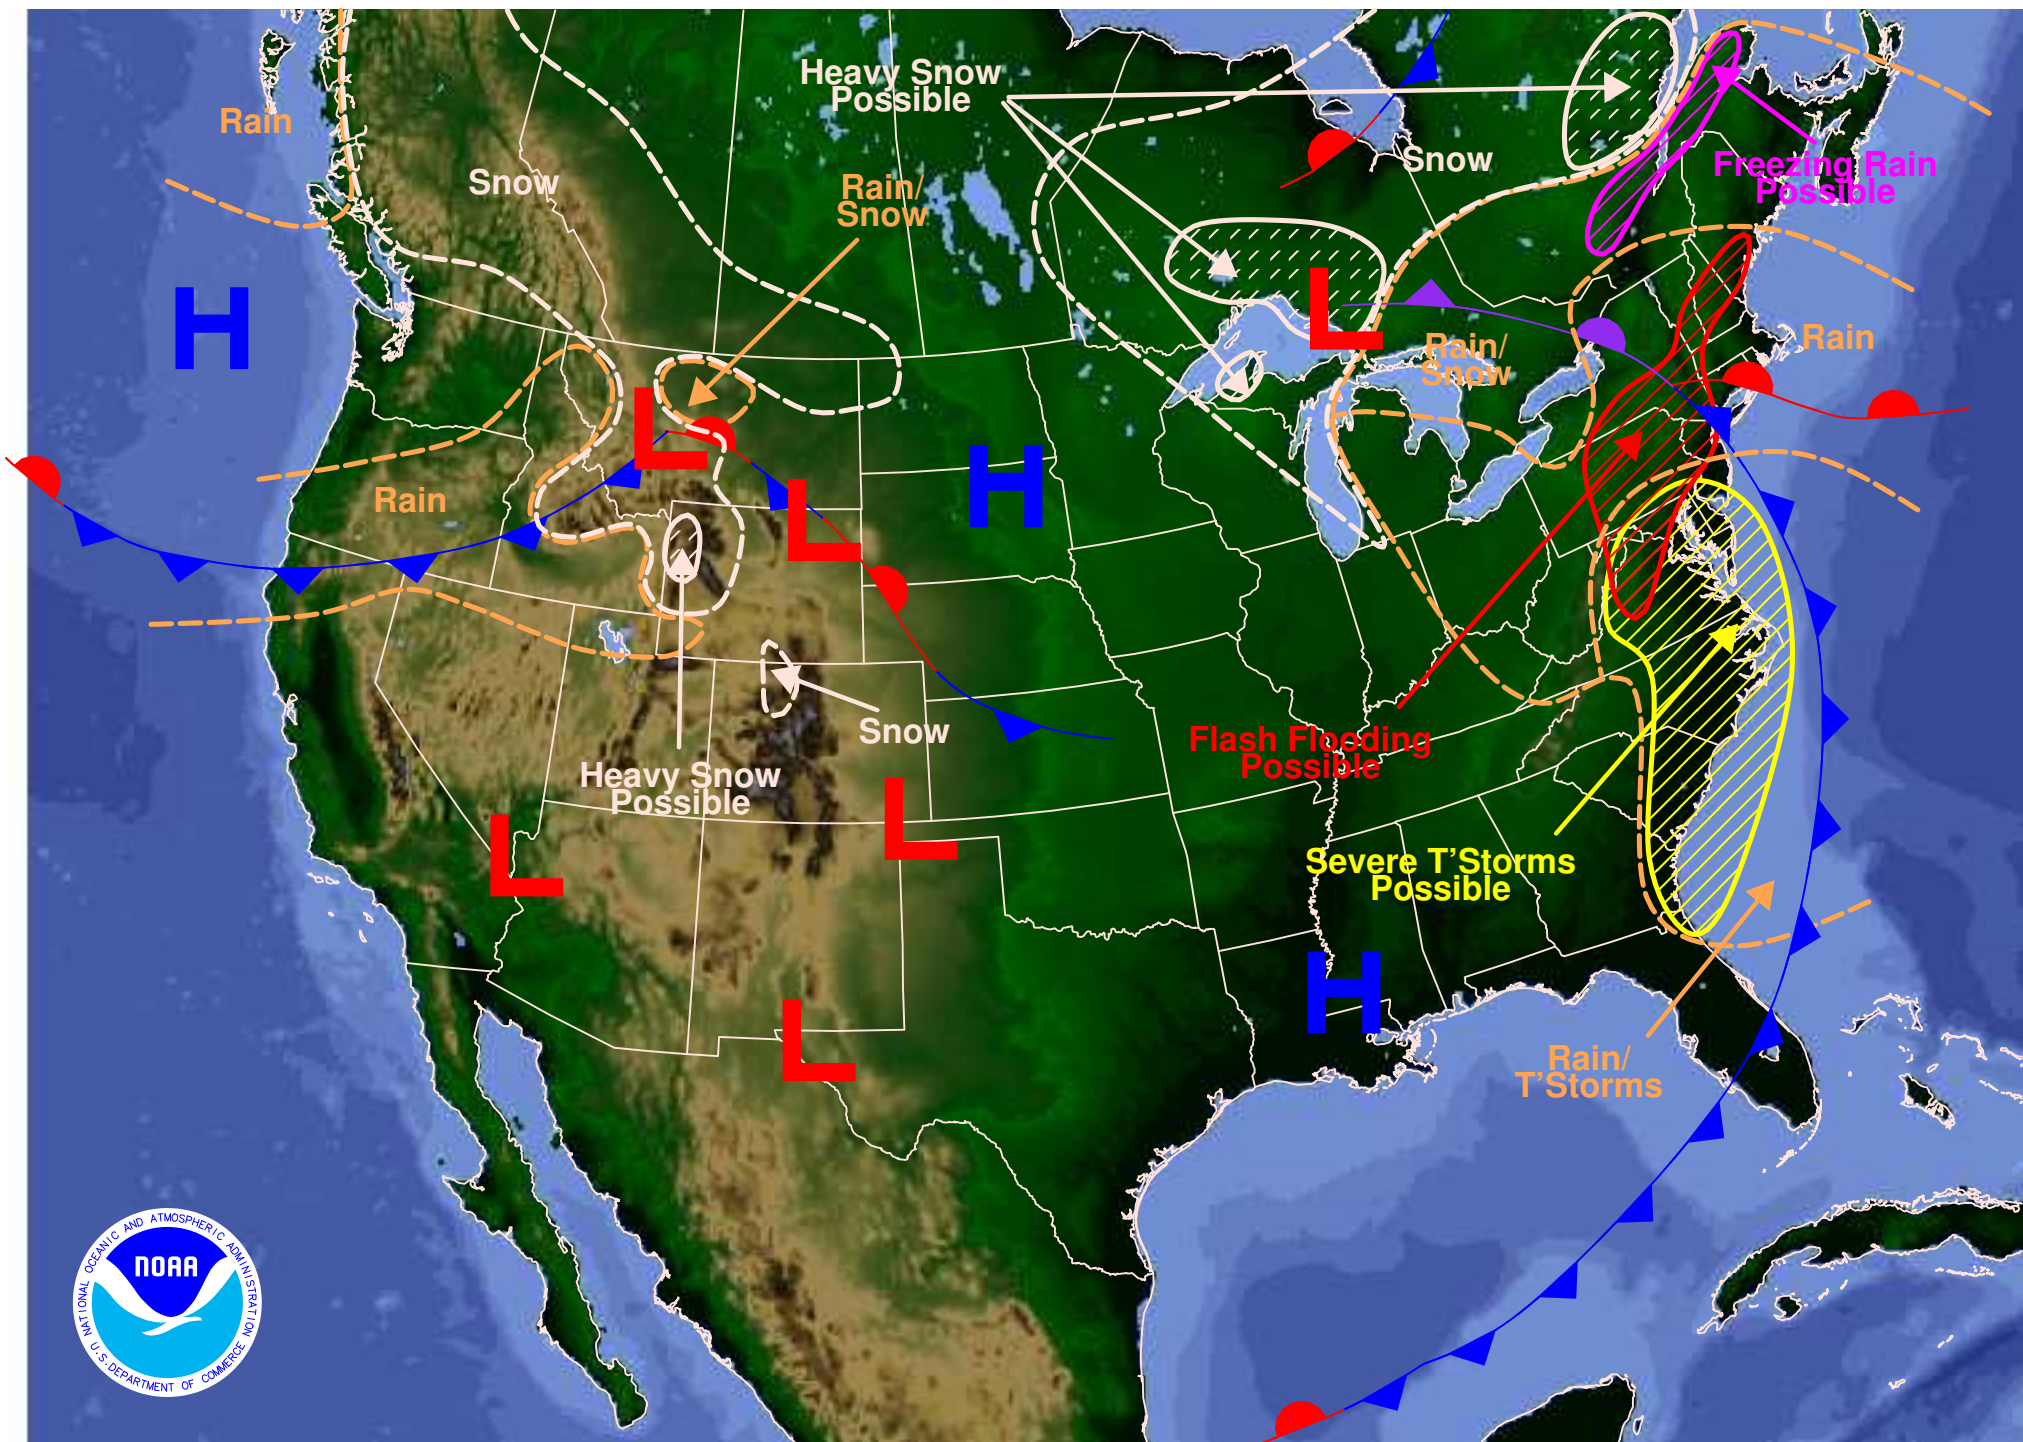 Heavy Snow
Possible
Rain
Snow
Rain/
Snow
Snow
Freezing Rain
Possible
H
L
Rain/
Snow
Rain
L
H
Rain
L
Snow
Heavy Snow
Possible
Flash Flooding
Possible
L
L
Severe T'Storms
Possible
H
L
Rain/
T'Storms
NATIONAL OCEANIC AND ATMOSPHERIC ADMINISTRATION
NOAA
U.S. DEPARTMENT OF COMMERCE